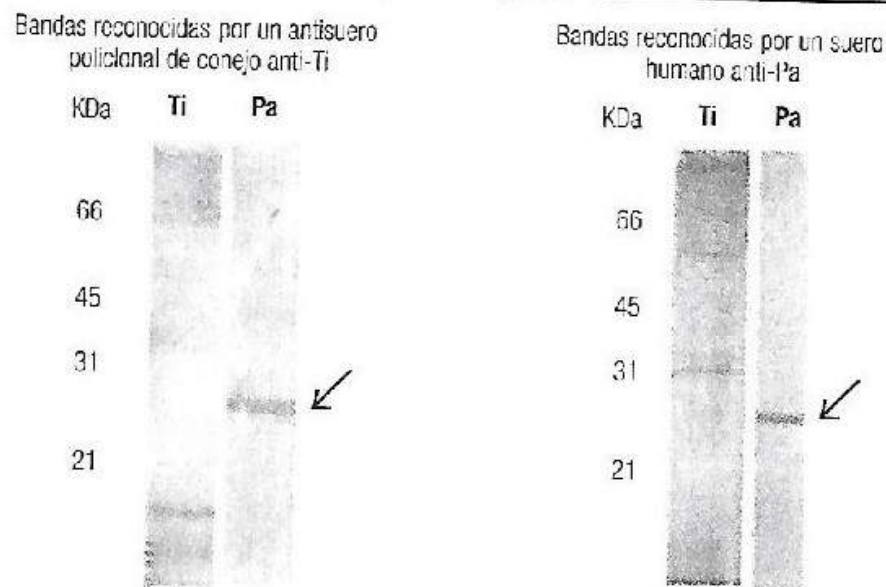 Bandas reconocidas por un antisuero
policlonal de conejo anti-Ti
KDa Ti Pa
66
45
31
21
Bandas reconocidas por un suero
humano anti-Pa
KDa Ti Pa
66
45
31
21